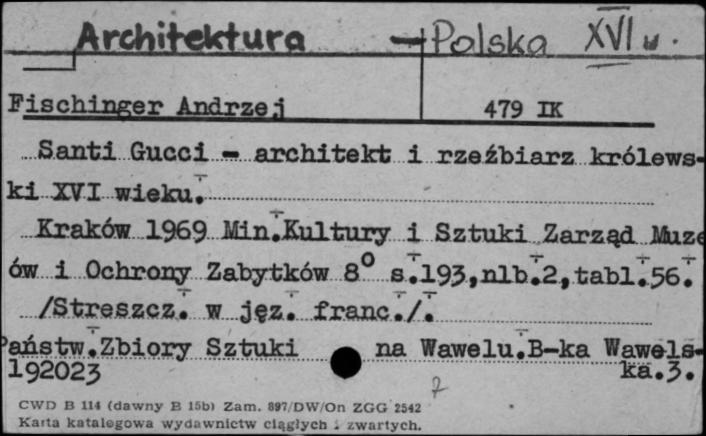 Architektura - Polska XVI w.
Fischinger Andrzej 479 IK
Santi Gucci - architekt i rzeźbiarz królews-
ki XVI wieku.
Kraków 1969 Min.Kultury i Sztuki Zarząd Muze
ów i Ochrony Zabytków 8° s.193,nlb.2,tabl.56.
/Streszcz. w jęz. franc./.
Państw.Zbiory Sztuki na Wawelu.B-ka Wawels-
192023 ka.3.
CWD B 114 (dawny B 15b) Zam. 897/DW/On ZGG 2542
Karta katalogowa wydawnictw ciągłych i zwartych.